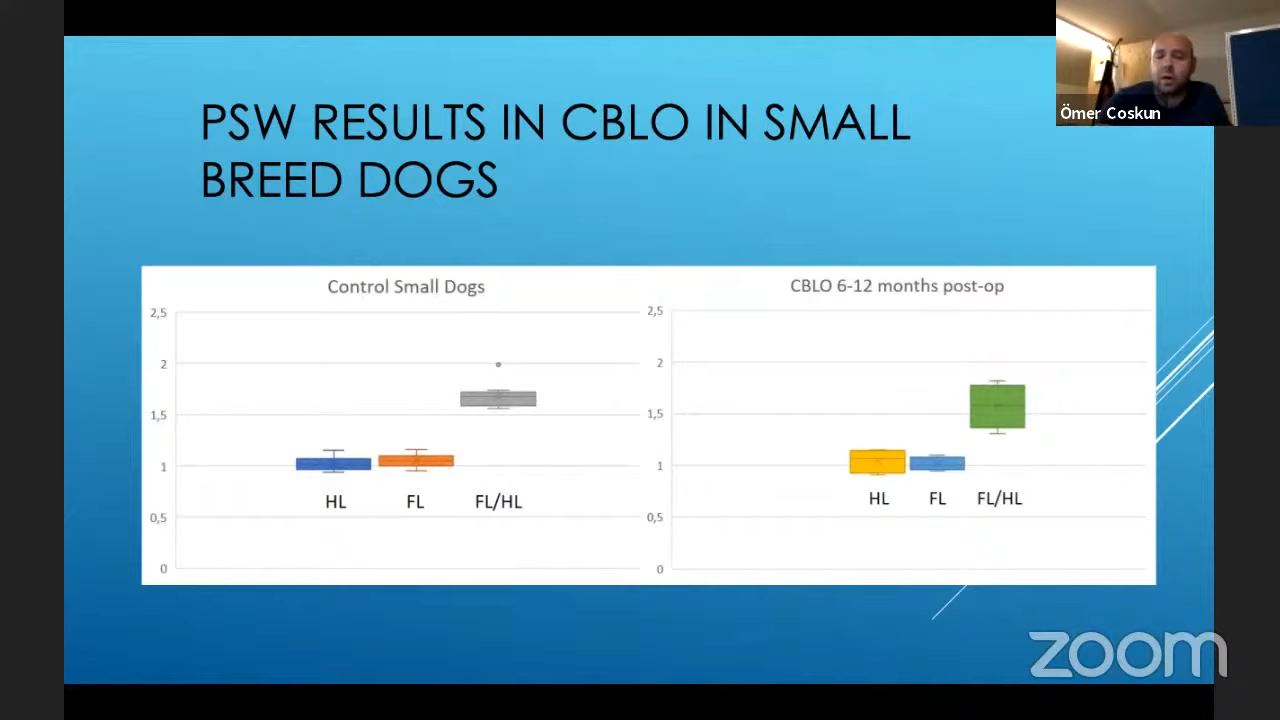 PSW RESULTS IN CBLO IN SMALL
BREED DOGS
Ömer Coskun
Control Small Dogs
2,5
2
1,5
1
0,5
0
HL
FL
FL/HL
CBLO 6-12 months post-op
2,5
2
1,5
1
0,5
0
HL
FL
FL/HL
zoom